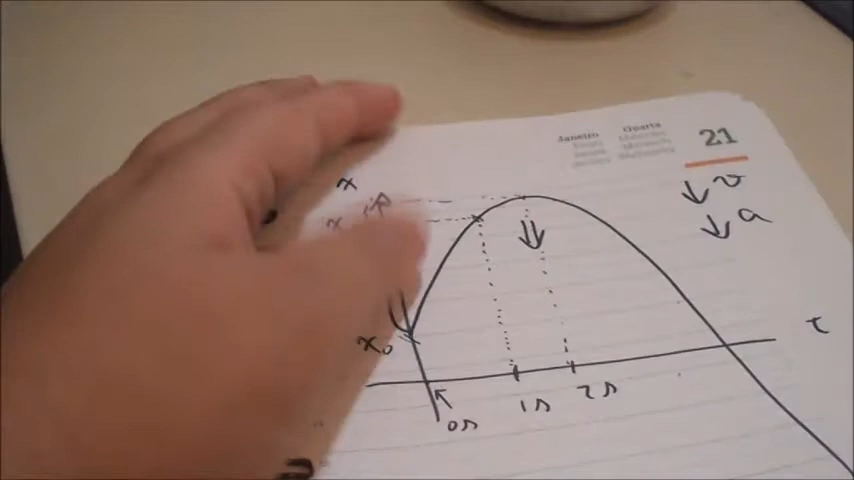 Janeiro Quarta 21
x
v
a
x
x₀
t
0s 1s 2s